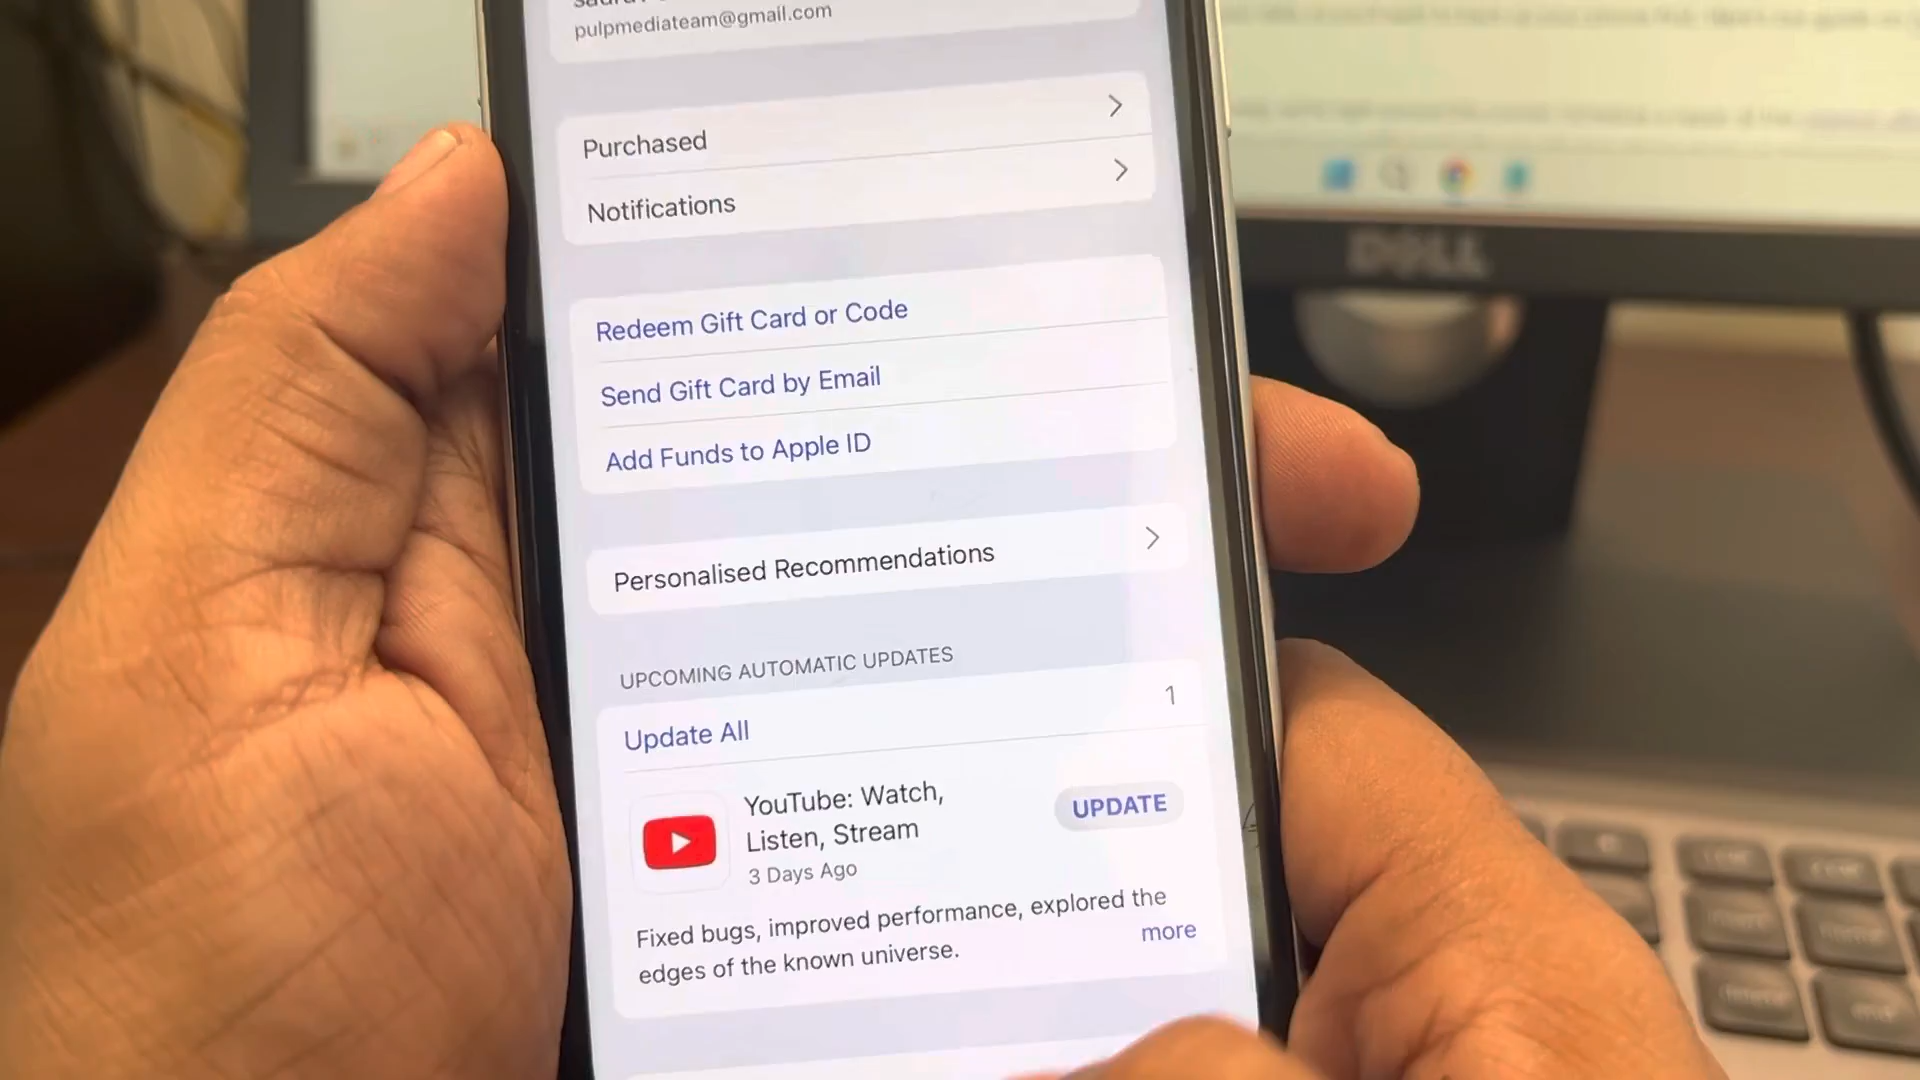 pulpmediateam@gmail.com
Purchased
Notifications
Redeem Gift Card or Code
Send Gift Card by Email
Add Funds to Apple ID
Personalised Recommendations
UPCOMING AUTOMATIC UPDATES
Update All 1
YouTube: Watch,
Listen, Stream
UPDATE
3 Days Ago
Fixed bugs, improved performance, explored the
edges of the known universe.
more
DELL